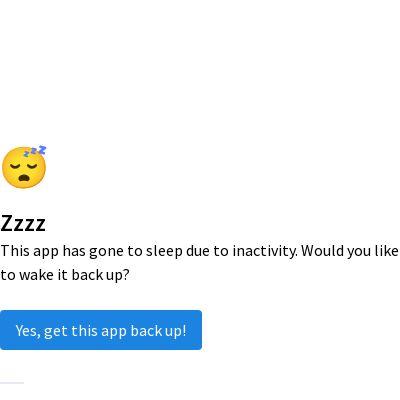 Zzzz
This app has gone to sleep due to inactivity. Would you like
to wake it back up?
Yes, get this app back up!